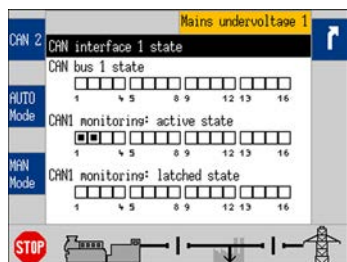 Mains undervoltage 1
CAN 2
CAN interface 1 state
CAN bus 1 state
1 4 5 8 9 12 13 16
AUTO
Mode
CAN1 monitoring: active state
1 4 5 8 9 12 13 16
MAN
Mode
CAN1 monitoring: latched state
1 4 5 8 9 12 13 16
STOP